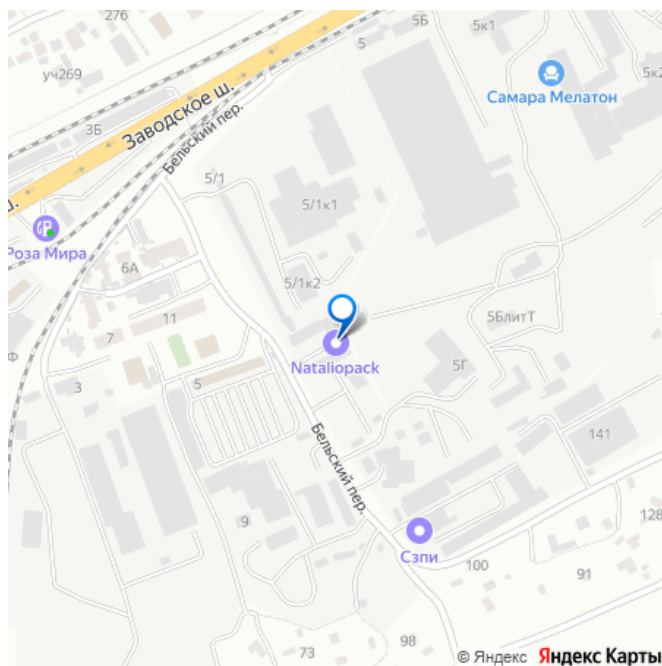 276
5Б
5
5к1
уч269
5к2
Самара Мелатон
3Б
Заводское ш.
Бельский пер.
ш.
5/1
5/1к1
Роза Мира
6А
5/1к2
11
5БлитТ
7
Nataliopack
5Г
Ф
3
5
141
Бельский пер.
9
128
Сзпи
100
91
98
73
© Яндекс Яндекс Карты